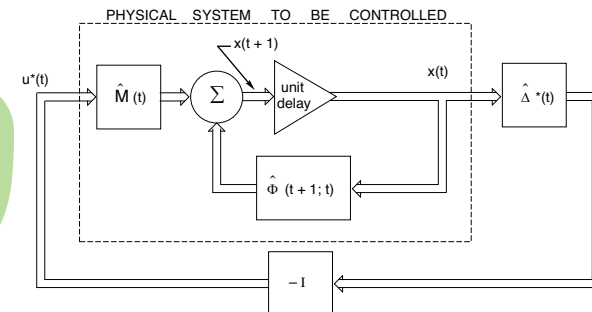 PHYSICAL SYSTEM TO BE CONTROLLED
x(t + 1)
u*(t)
x(t)
M̂ (t)
Σ
unit
delay
Δ̂ *(t)
Φ̂ (t + 1; t)
– I